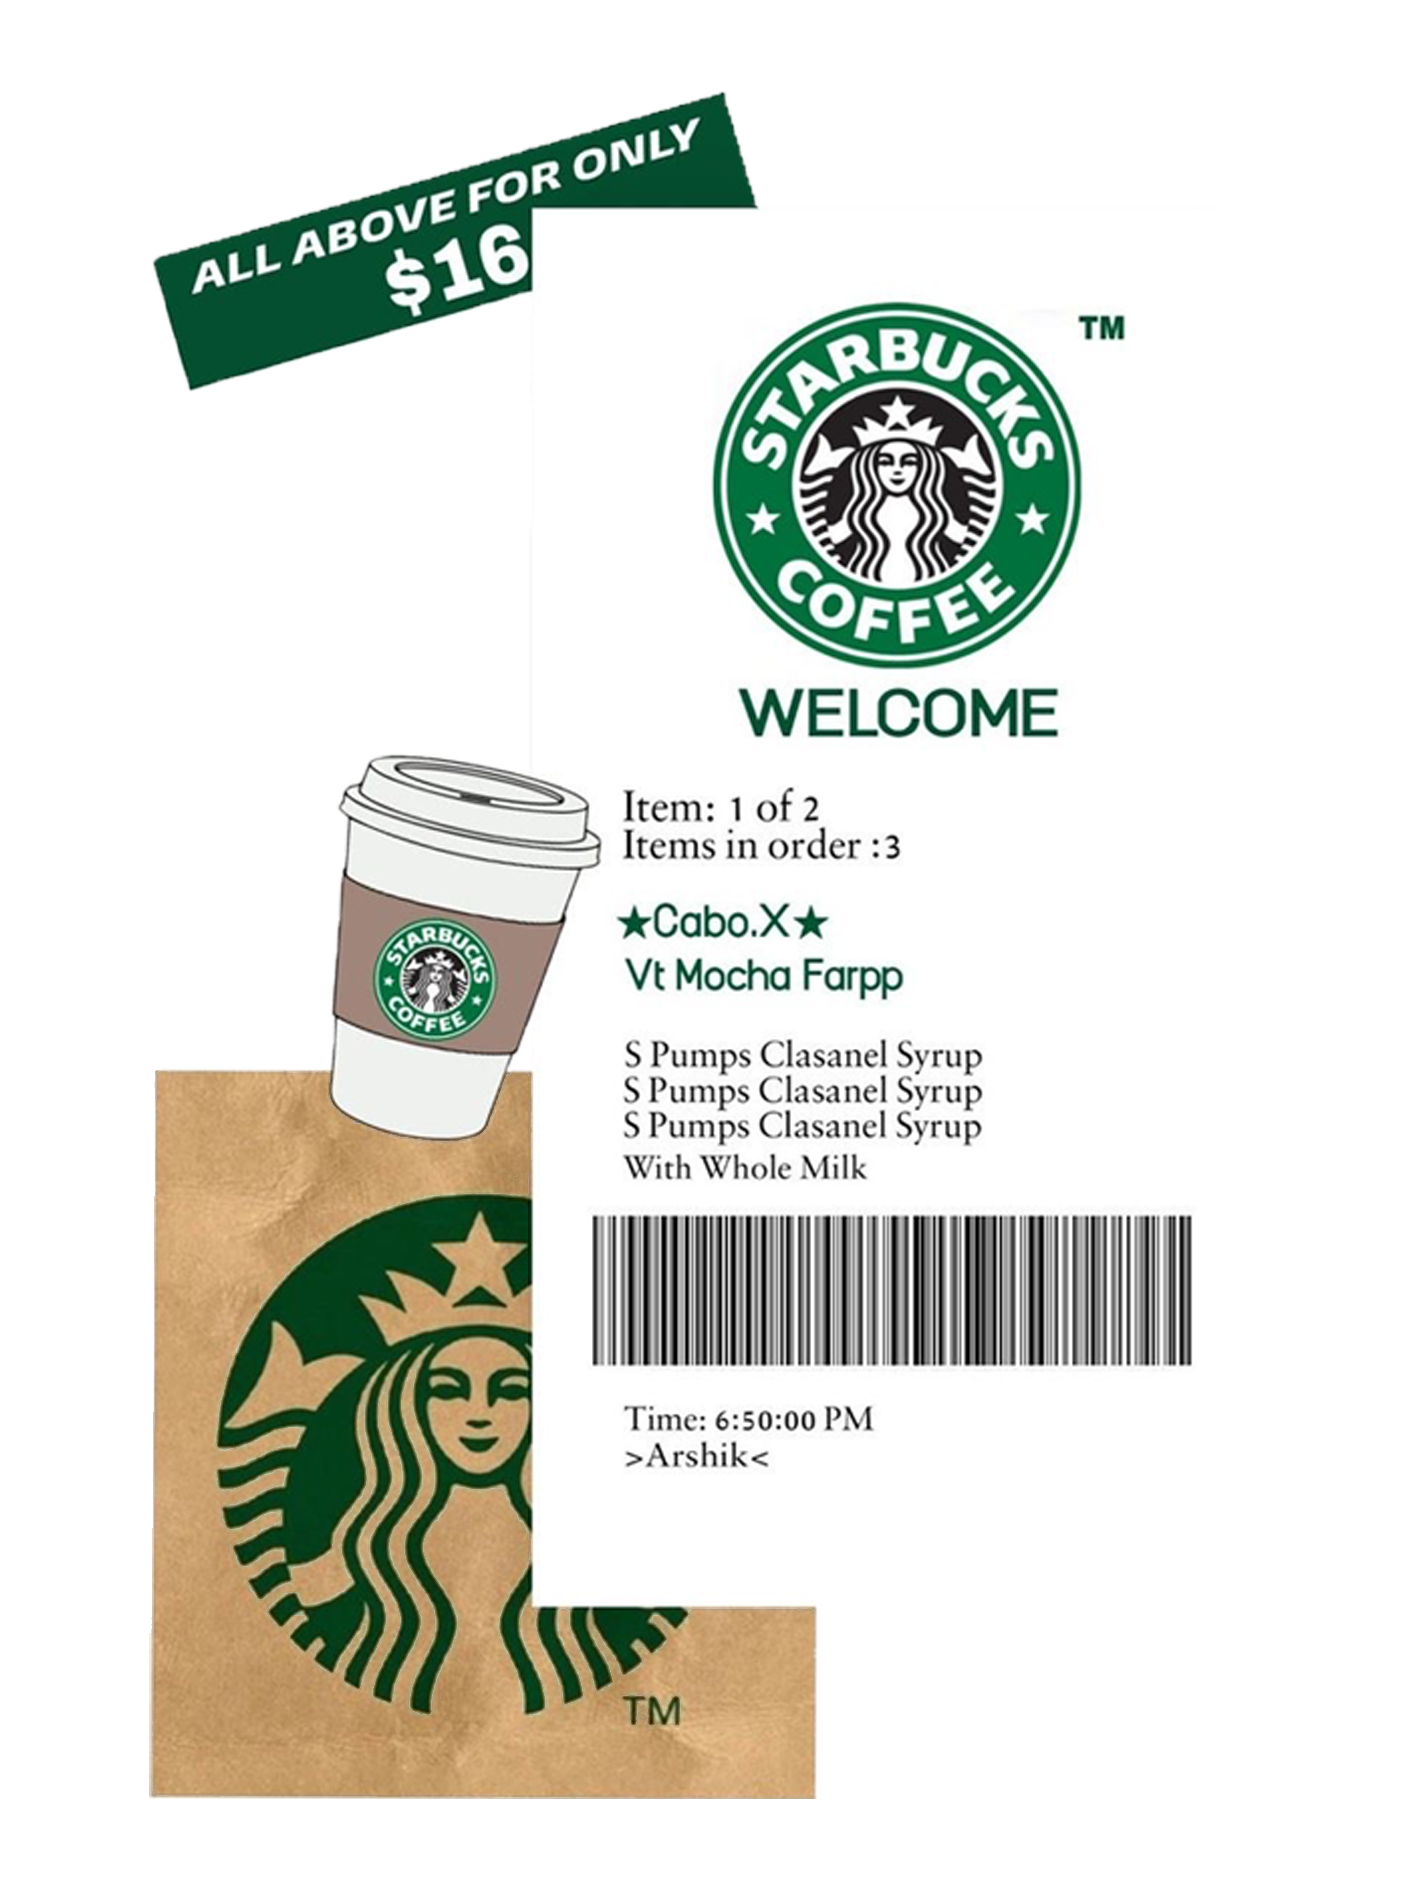 ALL ABOVE FOR ONLY
$16
STARBUCKS
COFFEE
TM
WELCOME
Item: 1 of 2
Items in order :3
★Cabo.X★
Vt Mocha Farpp
STARBUCKS
COFFEE
S Pumps Clasanel Syrup
S Pumps Clasanel Syrup
S Pumps Clasanel Syrup
With Whole Milk
Time: 6:50:00 PM
>Arshik<
TM